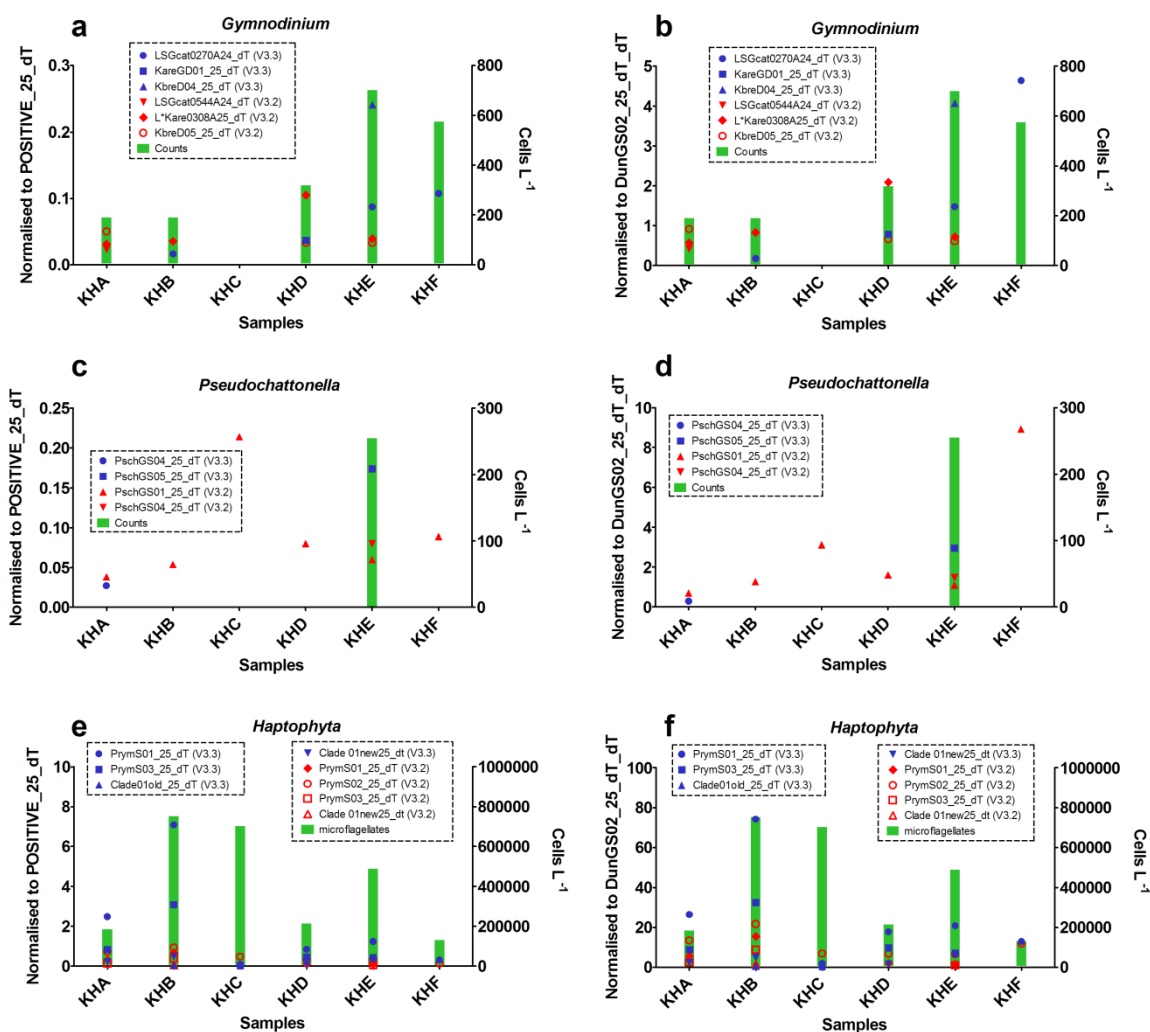 a
Gymnodinium
Normalised to POSITIVE_25_dT
LSGcat0270A24_dT (V3.3)
KareGD01_25_dT (V3.3)
KbreD04_25_dT (V3.3)
LSGcat0544A24_dT (V3.2)
L*Kare0308A25_dT (V3.2)
KbreD05_25_dT (V3.2)
Counts
0.3
0.2
0.1
0.0
800
600
400
200
0
Cells L-1
KHA KHB KHC KHD KHE KHF
Samples
b
Gymnodinium
Normalised to DunGS02_25_dT_dT
LSGcat0270A24_dT (V3.3)
KareGD01_25_dT (V3.3)
KbreD04_25_dT (V3.3)
LSGcat0544A24_dT (V3.2)
L*Kare0308A25_dT (V3.2)
KbreD05_25_dT (V3.2)
Counts
5
4
3
2
1
0
800
600
400
200
0
Cells L-1
KHA KHB KHC KHD KHE KHF
Samples
c
Pseudochattonella
Normalised to POSITIVE_25_dT
PschGS04_25_dT (V3.3)
PschGS05_25_dT (V3.3)
PschGS01_25_dT (V3.2)
PschGS04_25_dT (V3.2)
Counts
0.25
0.20
0.15
0.10
0.05
0.00
300
200
100
0
Cells L-1
KHA KHB KHC KHD KHE KHF
Samples
d
Pseudochattonella
Normalised to DunGS02_25_dT_dT
PschGS04_25_dT (V3.3)
PschGS05_25_dT (V3.3)
PschGS01_25_dT (V3.2)
PschGS04_25_dT (V3.2)
Counts
10
8
6
4
2
0
300
200
100
0
Cells L-1
KHA KHB KHC KHD KHE KHF
Samples
e
Haptophyta
Normalised to POSITIVE_25_dT
PrymS01_25_dT (V3.3)
PrymS03_25_dT (V3.3)
Clade01old_25_dT (V3.3)
Clade 01new25_dt (V3.3)
PrymS01_25_dT (V3.2)
PrymS02_25_dT (V3.2)
PrymS03_25_dT (V3.2)
Clade 01new25_dt (V3.2)
microflagellates
10
8
6
4
2
0
1000000
800000
600000
400000
200000
0
Cells L-1
KHA KHB KHC KHD KHE KHF
Samples
f
Haptophyta
Normalised to DunGS02_25_dT_dT
PrymS01_25_dT (V3.3)
PrymS03_25_dT (V3.3)
Clade01old_25_dT (V3.3)
Clade 01new25_dt (V3.3)
PrymS01_25_dT (V3.2)
PrymS02_25_dT (V3.2)
PrymS03_25_dT (V3.2)
Clade 01new25_dt (V3.2)
microflagellates
100
80
60
40
20
0
1000000
800000
600000
400000
200000
0
Cells L-1
KHA KHB KHC KHD KHE KHF
Samples